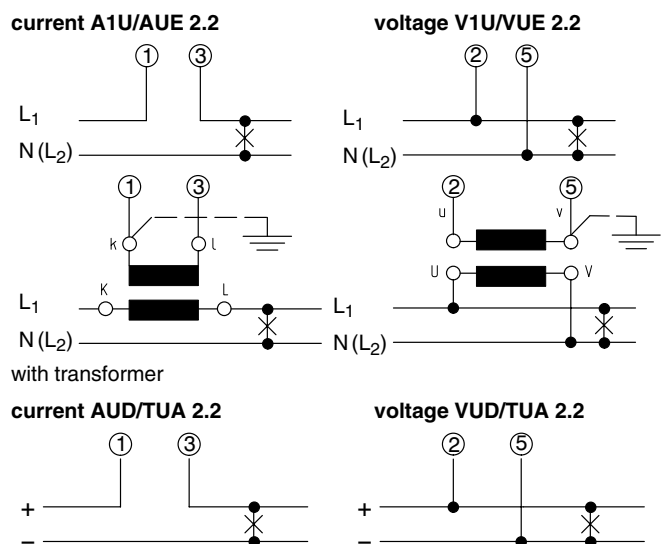 current A1U/AUE 2.2
voltage V1U/VUE 2.2
1 3
2 5
L1
N (L2)
L1
N (L2)
1 3
k l
K L
L1
N (L2)
2 5
u v
U V
L1
N (L2)
with transformer
current AUD/TUA 2.2
voltage VUD/TUA 2.2
1 3
2 5
+
–
+
–